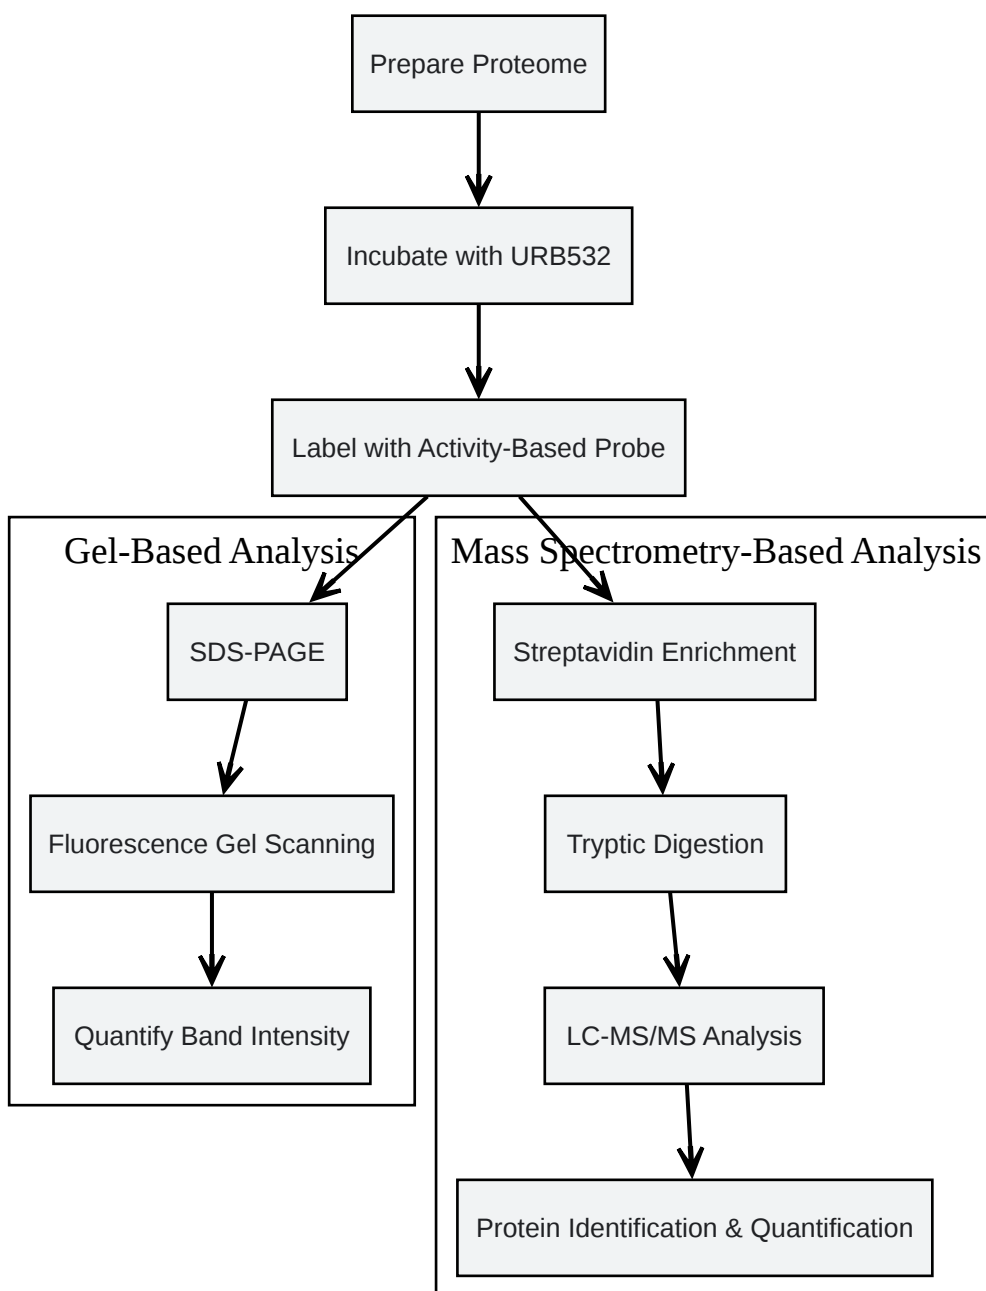 Prepare Proteome
Incubate with URB532
Label with Activity-Based Probe
Gel-Based Analysis
SDS-PAGE
Fluorescence Gel Scanning
Quantify Band Intensity
Mass Spectrometry-Based Analysis
Streptavidin Enrichment
Tryptic Digestion
LC-MS/MS Analysis
Protein Identification & Quantification